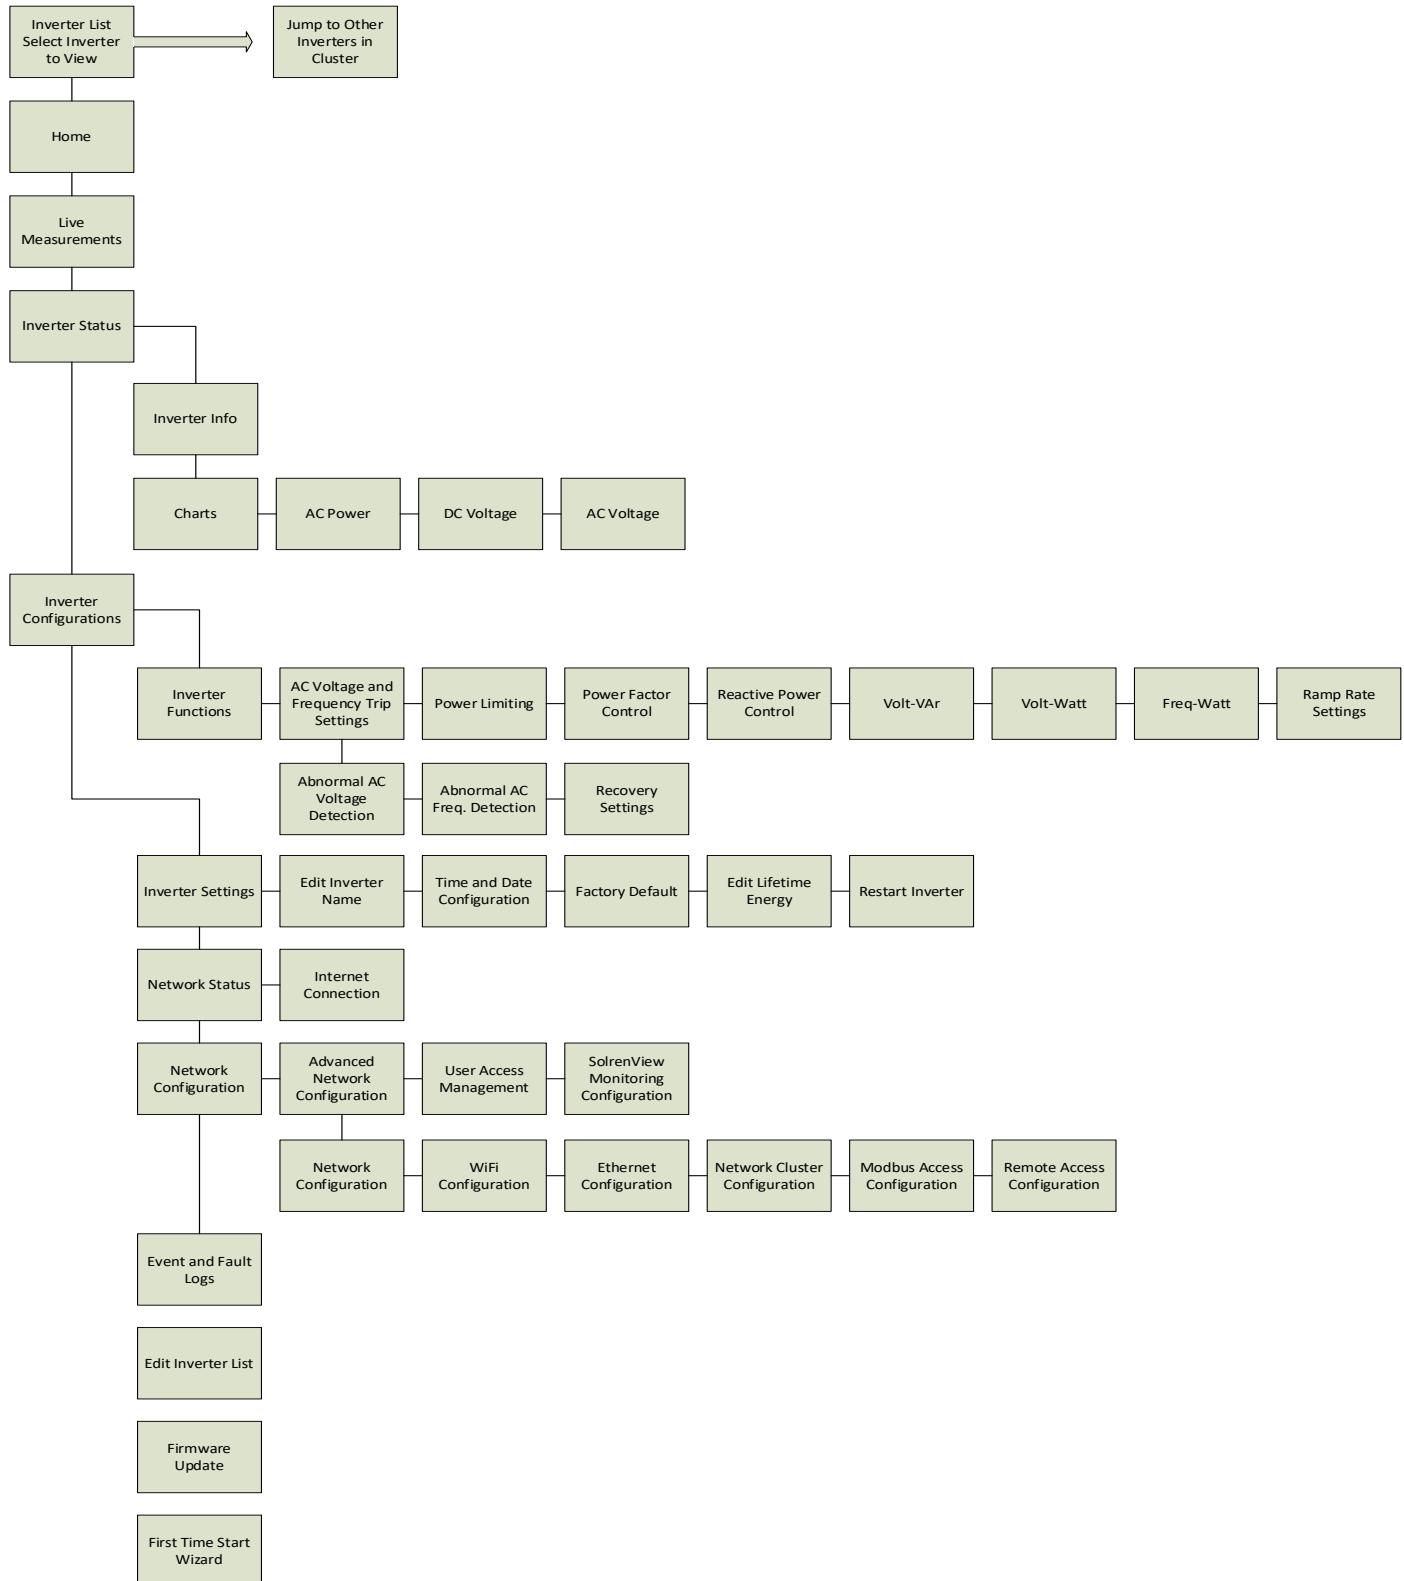 Inverter List
Select Inverter
to View
Jump to Other
Inverters in
Cluster
Home
Live
Measurements
Inverter Status
Inverter Info
Charts
AC Power
DC Voltage
AC Voltage
Inverter
Configurations
Inverter
Functions
AC Voltage and
Frequency Trip
Settings
Power Limiting
Power Factor
Control
Reactive Power
Control
Volt-VAr
Volt-Watt
Freq-Watt
Ramp Rate
Settings
Abnormal AC
Voltage
Detection
Abnormal AC
Freq. Detection
Recovery
Settings
Inverter Settings
Edit Inverter
Name
Time and Date
Configuration
Factory Default
Edit Lifetime
Energy
Restart Inverter
Network Status
Internet
Connection
Network
Configuration
Advanced
Network
Configuration
User Access
Management
SolrenView
Monitoring
Configuration
Network
Configuration
WiFi
Configuration
Ethernet
Configuration
Network Cluster
Configuration
Modbus Access
Configuration
Remote Access
Configuration
Event and Fault
Logs
Edit Inverter List
Firmware
Update
First Time Start
Wizard